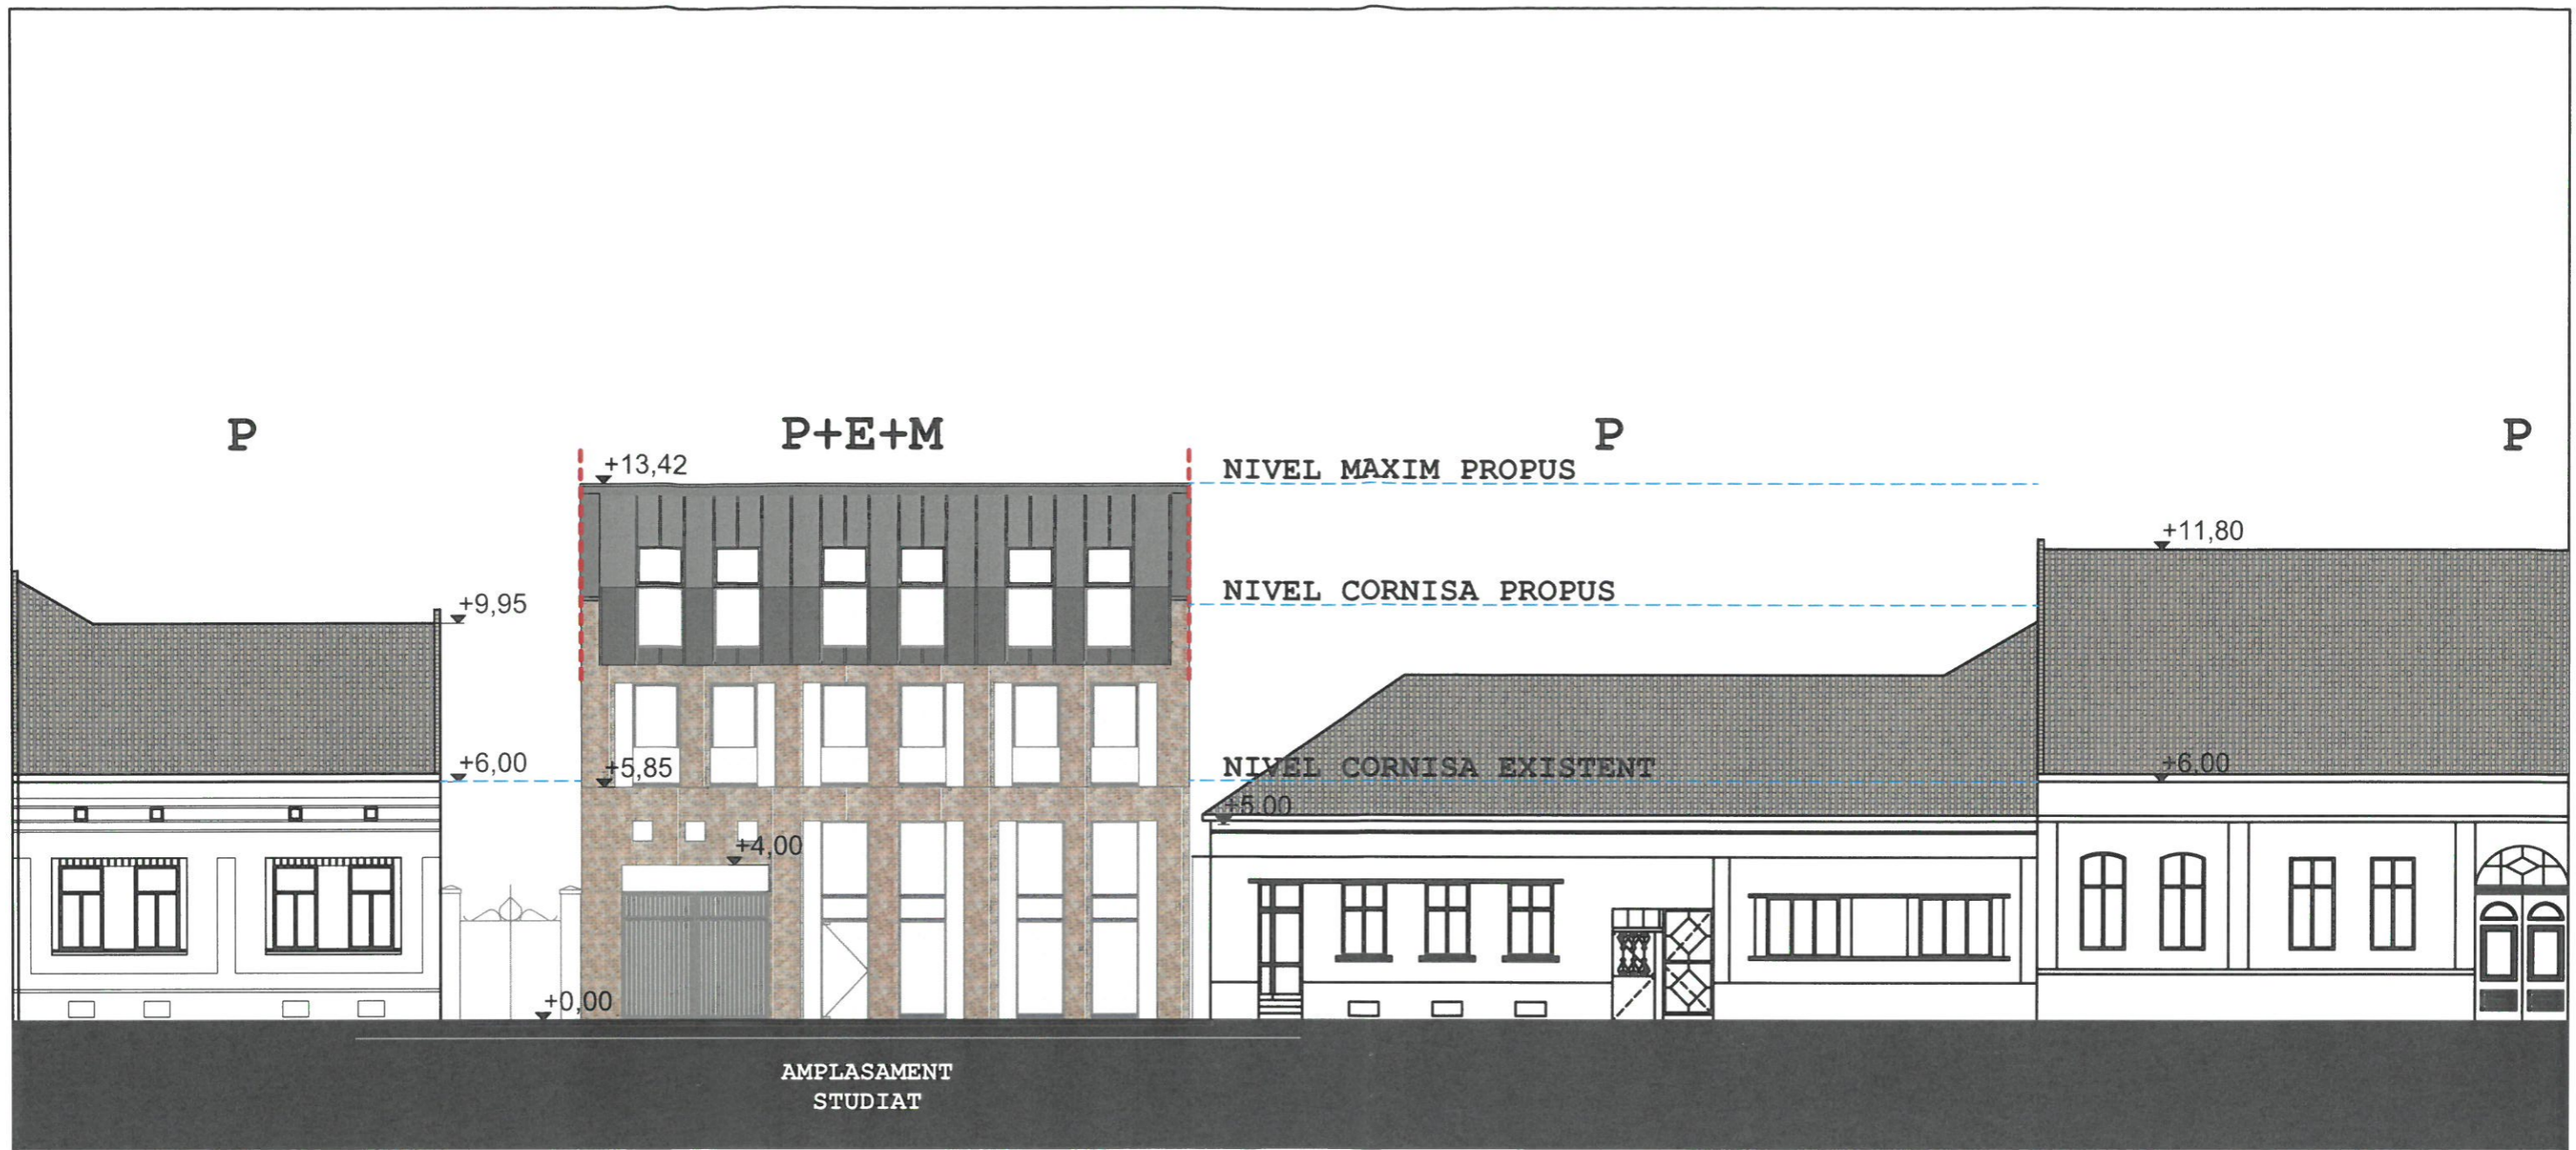 P
P+E+M
P
P
+13,42
NIVEL MAXIM PROPUS
+11,80
+9,95
NIVEL CORNISA PROPUS
+6,00
+5,85
NIVEL CORNISA EXISTENT
+6,00
+5,00
+4,00
+0,00
AMPLASAMENT
STUDIAT